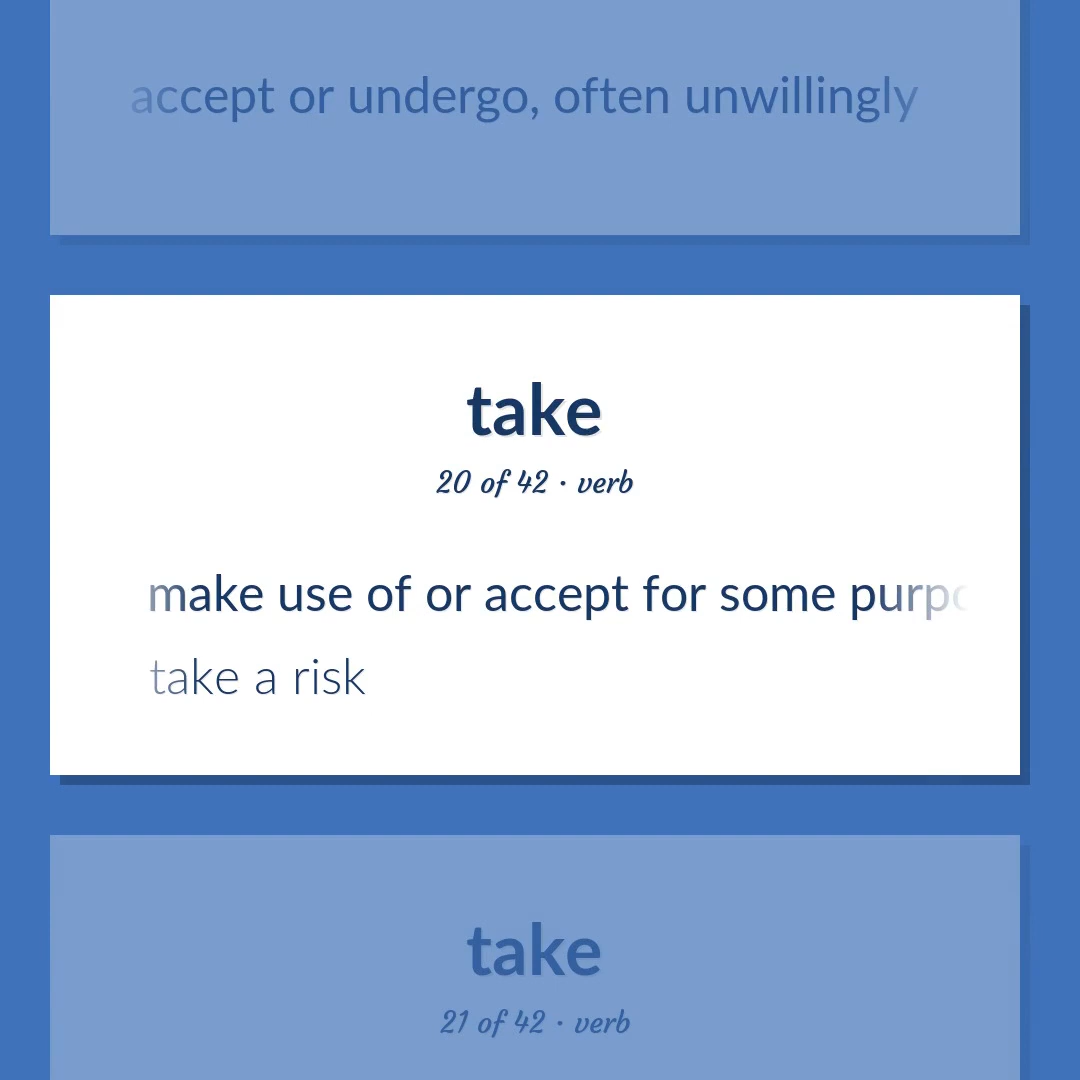 accept or undergo, often unwillingly
take
20 of 42 · verb
make use of or accept for some
take a risk
take
21 of 42 · verb